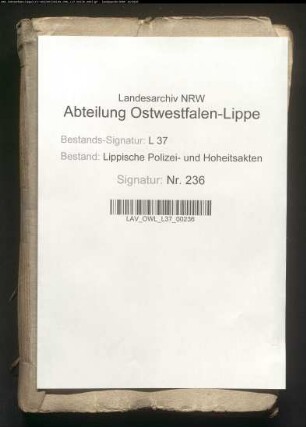 Landesarchiv NRW
Abteilung Ostwestfalen-Lippe
Bestands-Signatur: L 37
Bestand: Lippische Polizei- und Hoheitsakten
Signatur: Nr. 236
LAV_OWL_L37_00236